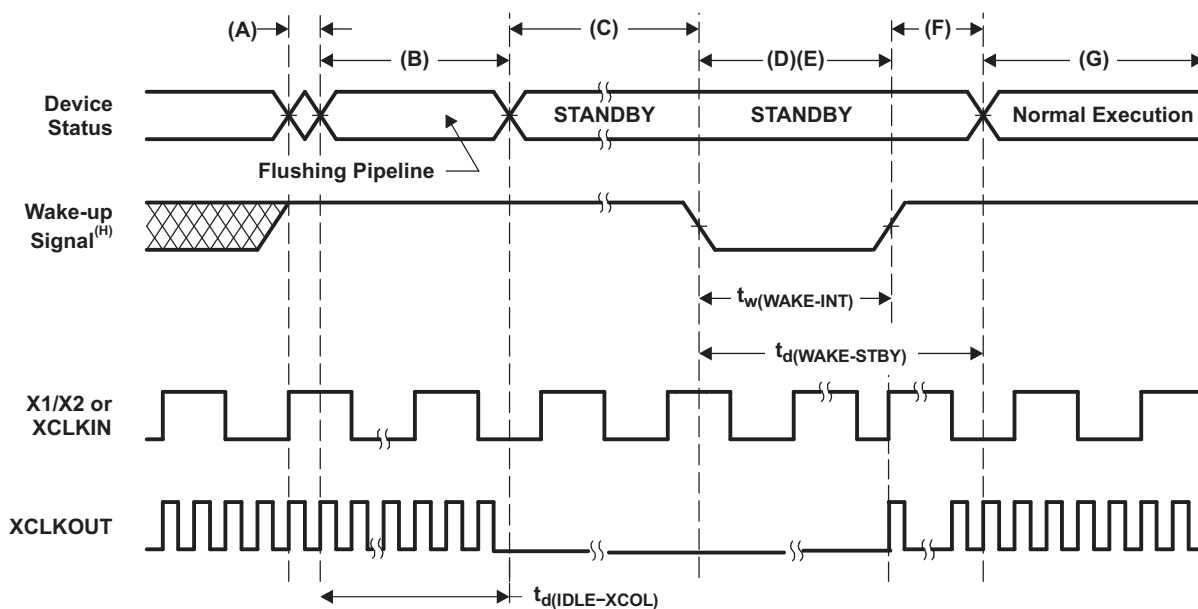 (A)
(C)
(F)
(B)
(D)(E)
(G)
Device
Status
STANDBY
STANDBY
Normal Execution
Flushing Pipeline
Wake-up
Signal(H)
tw(WAKE-INT)
td(WAKE-STBY)
X1/X2 or
XCLKIN
XCLKOUT
td(IDLE−XCOL)